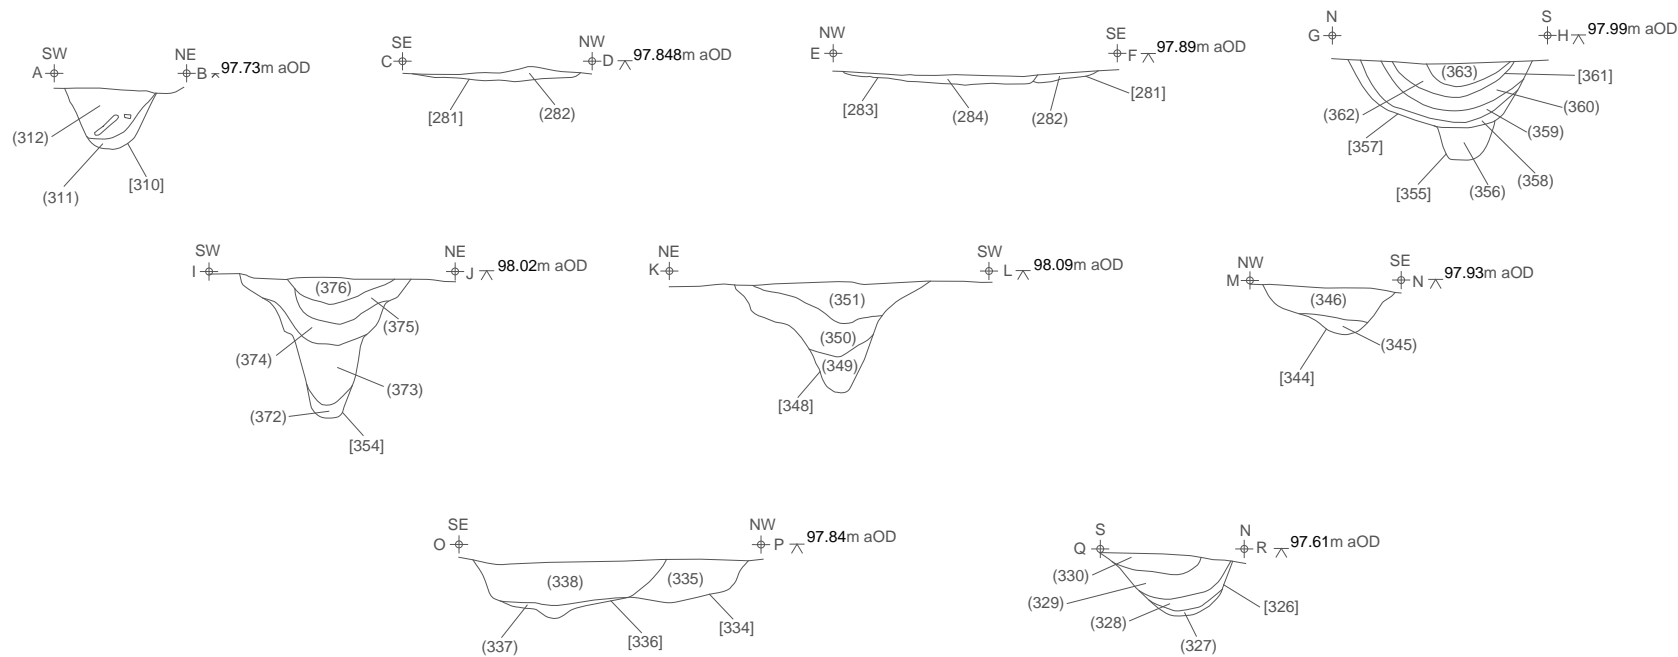 SW
NE
A
B 97.73m aOD
(312)
(311)
[310]
SE
NW
C
D 97.848m aOD
[281]
(282)
NW
SE
E
F 97.89m aOD
[283]
(284)
(282)
[281]
N
S
G
H 97.99m aOD
(363)
[361]
(362)
(360)
(359)
[357]
(358)
[355]
(356)
SW
NE
I
J 98.02m aOD
(376)
(375)
(374)
(373)
(372)
[354]
NE
SW
K
L 98.09m aOD
(351)
(350)
(349)
[348]
NW
SE
M
N 97.93m aOD
(346)
(345)
[344]
SE
NW
O
P 97.84m aOD
(338)
(335)
(337)
[336]
[334]
S
N
Q
R 97.61m aOD
(330)
(329)
(328)
(327)
[326]